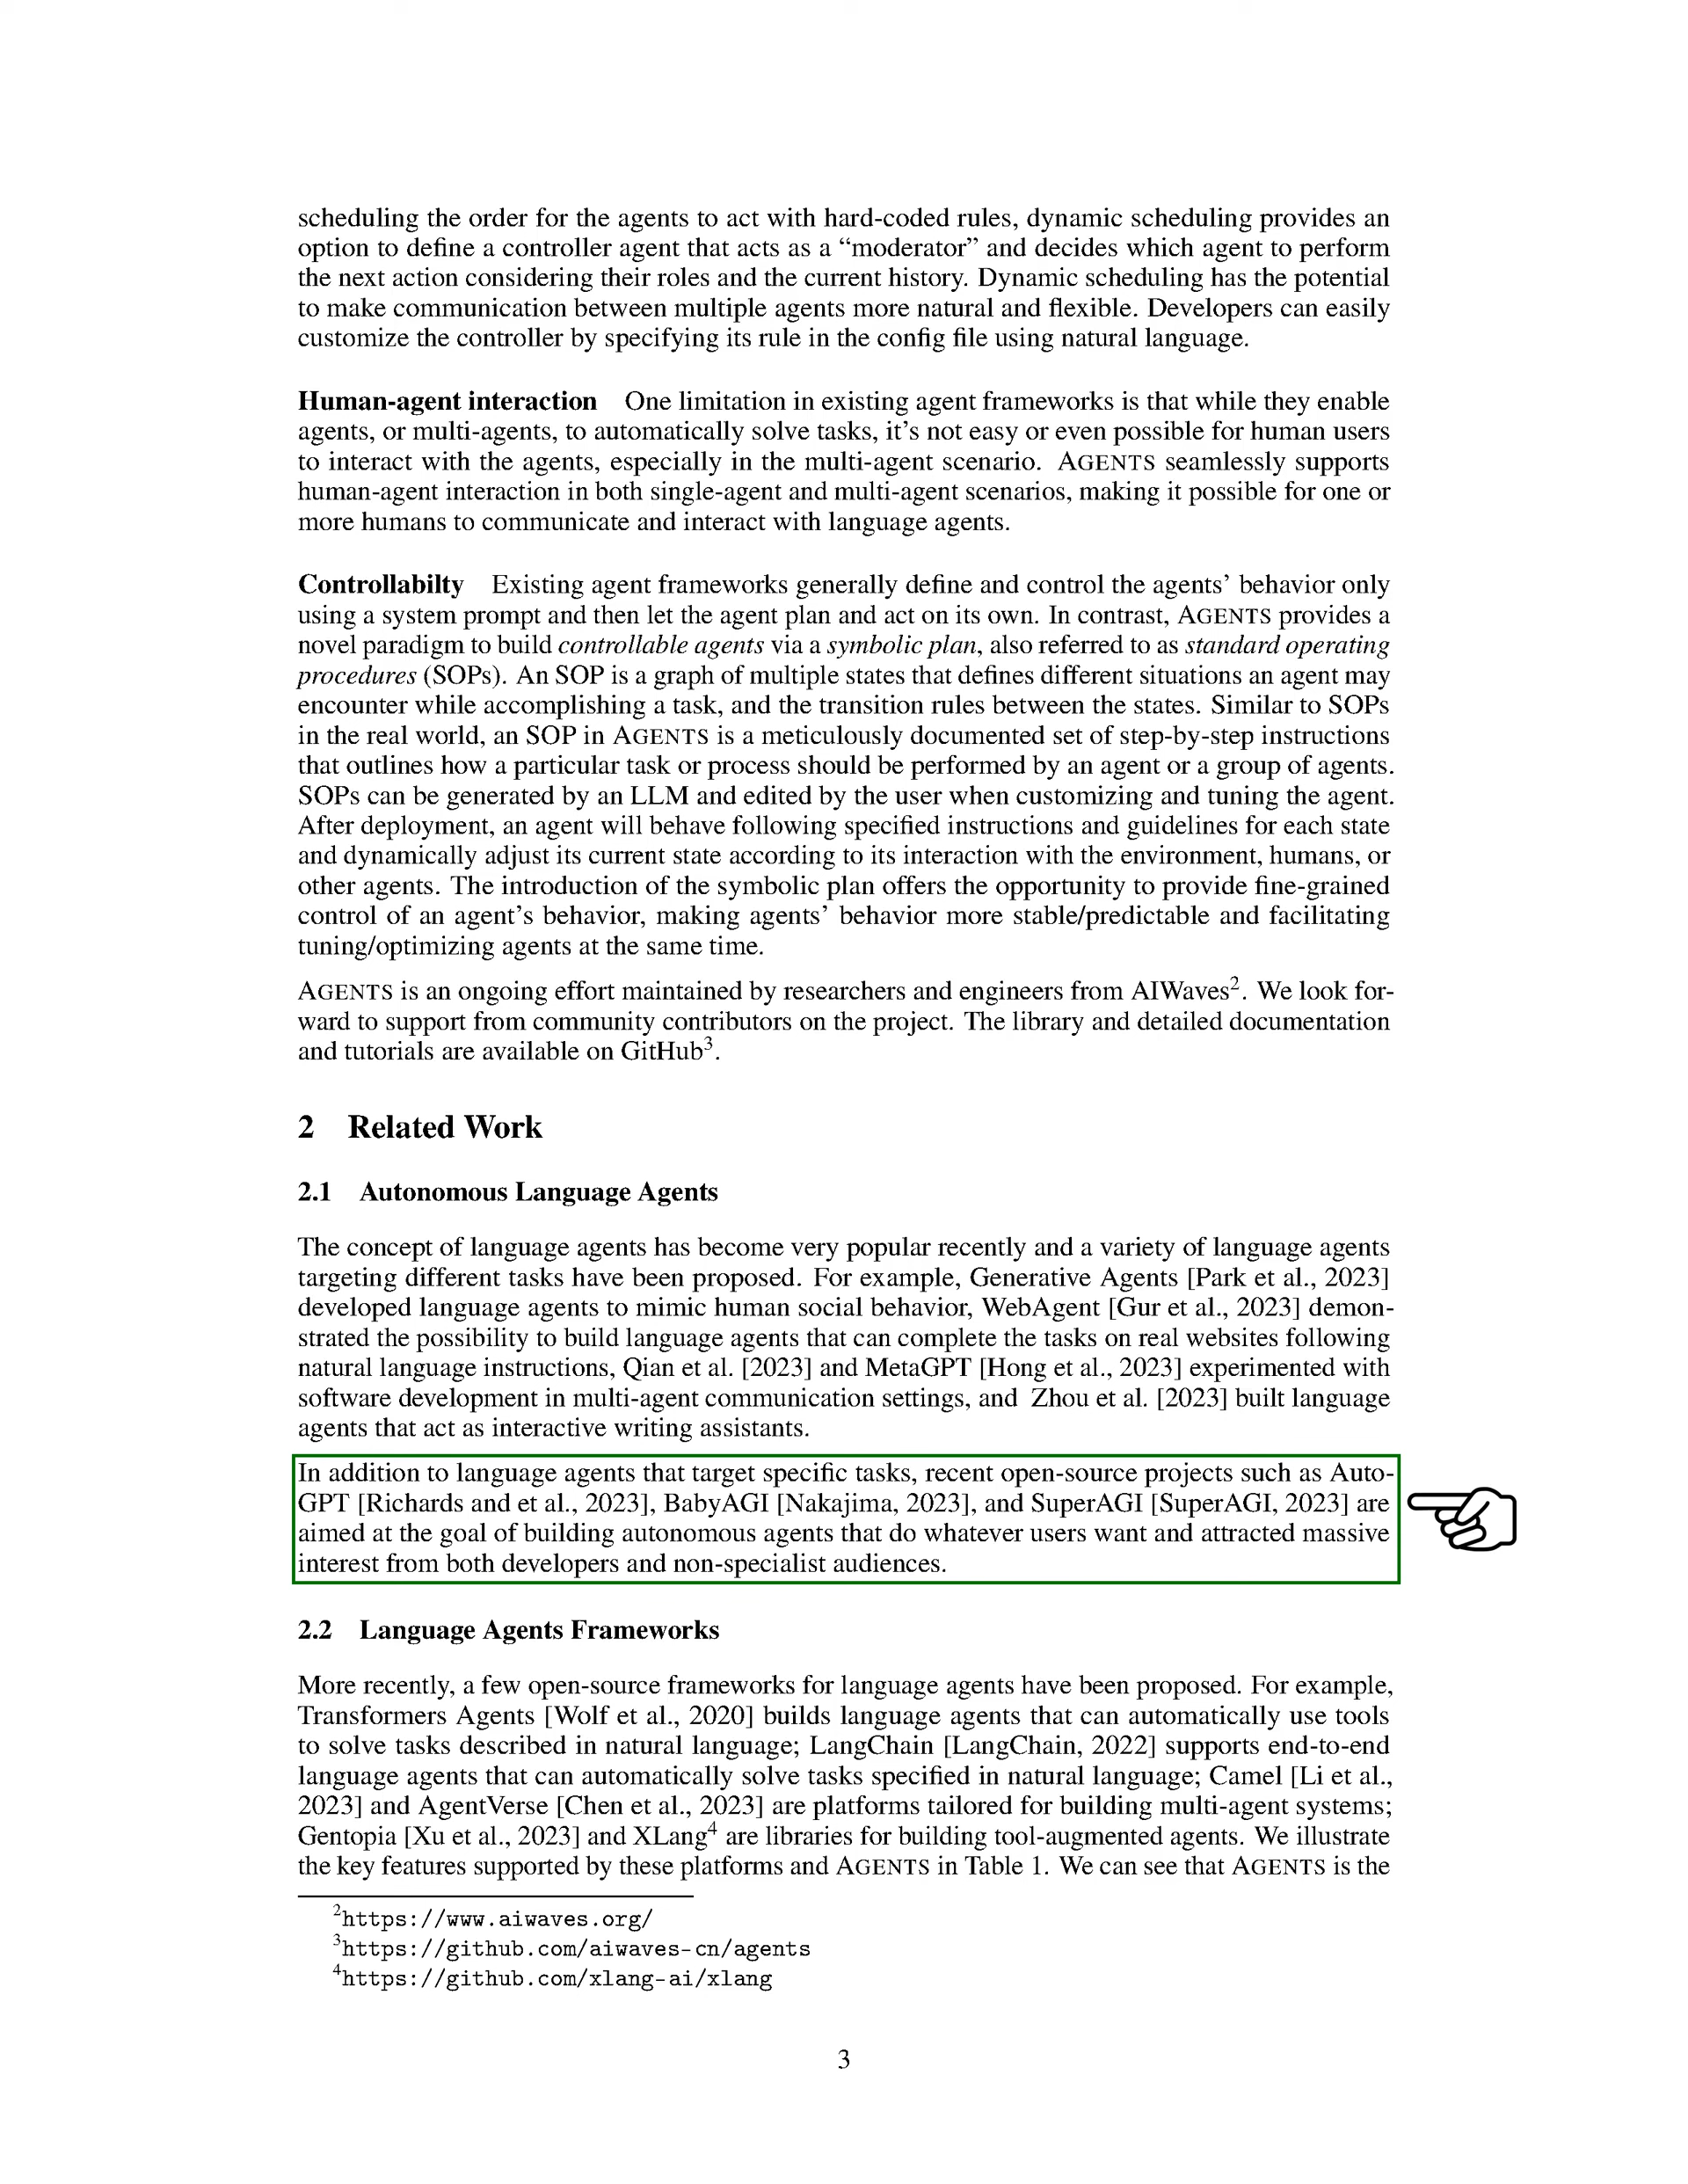 scheduling the order for the agents to act with hard-coded rules, dynamic scheduling provides an
option to define a controller agent that acts as a “moderator” and decides which agent to perform
the next action considering their roles and the current history. Dynamic scheduling has the potential
to make communication between multiple agents more natural and flexible. Developers can easily
customize the controller by specifying its rule in the config file using natural language.
Human-agent interaction One limitation in existing agent frameworks is that while they enable
agents, or multi-agents, to automatically solve tasks, it’s not easy or even possible for human users
to interact with the agents, especially in the multi-agent scenario. AGENTS seamlessly supports
human-agent interaction in both single-agent and multi-agent scenarios, making it possible for one or
more humans to communicate and interact with language agents.
Controllabilty Existing agent frameworks generally define and control the agents’ behavior only
using a system prompt and then let the agent plan and act on its own. In contrast, AGENTS provides a
novel paradigm to build controllable agents via a symbolic plan, also referred to as standard operating
procedures (SOPs). An SOP is a graph of multiple states that defines different situations an agent may
encounter while accomplishing a task, and the transition rules between the states. Similar to SOPs
in the real world, an SOP in AGENTS is a meticulously documented set of step-by-step instructions
that outlines how a particular task or process should be performed by an agent or a group of agents.
SOPs can be generated by an LLM and edited by the user when customizing and tuning the agent.
After deployment, an agent will behave following specified instructions and guidelines for each state
and dynamically adjust its current state according to its interaction with the environment, humans, or
other agents. The introduction of the symbolic plan offers the opportunity to provide fine-grained
control of an agent’s behavior, making agents’ behavior more stable/predictable and facilitating
tuning/optimizing agents at the same time.
AGENTS is an ongoing effort maintained by researchers and engineers from AIWaves2. We look for-
ward to support from community contributors on the project. The library and detailed documentation
and tutorials are available on GitHub3.
2 Related Work
2.1 Autonomous Language Agents
The concept of language agents has become very popular recently and a variety of language agents
targeting different tasks have been proposed. For example, Generative Agents [Park et al., 2023]
developed language agents to mimic human social behavior, WebAgent [Gur et al., 2023] demon-
strated the possibility to build language agents that can complete the tasks on real websites following
natural language instructions, Qian et al. [2023] and MetaGPT [Hong et al., 2023] experimented with
software development in multi-agent communication settings, and Zhou et al. [2023] built language
agents that act as interactive writing assistants.
In addition to language agents that target specific tasks, recent open-source projects such as Auto-
GPT [Richards and et al., 2023], BabyAGI [Nakajima, 2023], and SuperAGI [SuperAGI, 2023] are
aimed at the goal of building autonomous agents that do whatever users want and attracted massive
interest from both developers and non-specialist audiences.
2.2 Language Agents Frameworks
More recently, a few open-source frameworks for language agents have been proposed. For example,
Transformers Agents [Wolf et al., 2020] builds language agents that can automatically use tools
to solve tasks described in natural language; LangChain [LangChain, 2022] supports end-to-end
language agents that can automatically solve tasks specified in natural language; Camel [Li et al.,
2023] and AgentVerse [Chen et al., 2023] are platforms tailored for building multi-agent systems;
Gentopia [Xu et al., 2023] and XLang4 are libraries for building tool-augmented agents. We illustrate
the key features supported by these platforms and AGENTS in Table 1. We can see that AGENTS is the
2https://www.aiwaves.org/
3https://github.com/aiwaves-cn/agents
4https://github.com/xlang-ai/xlang
3